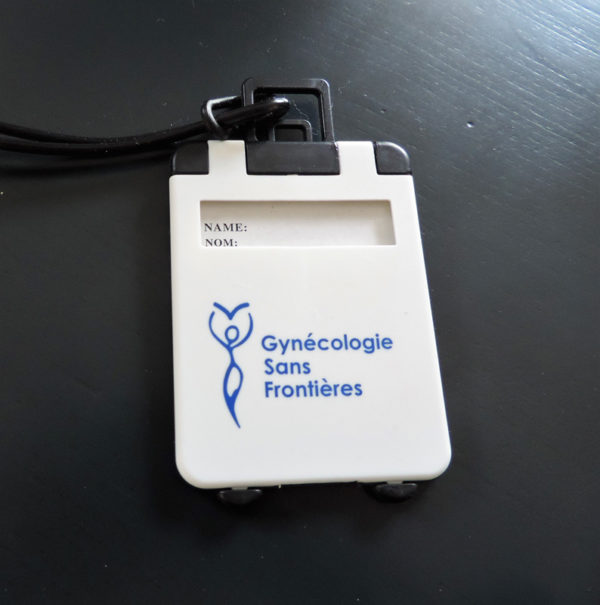 NAME:
NOM:
Gynécologie
Sans
Frontières